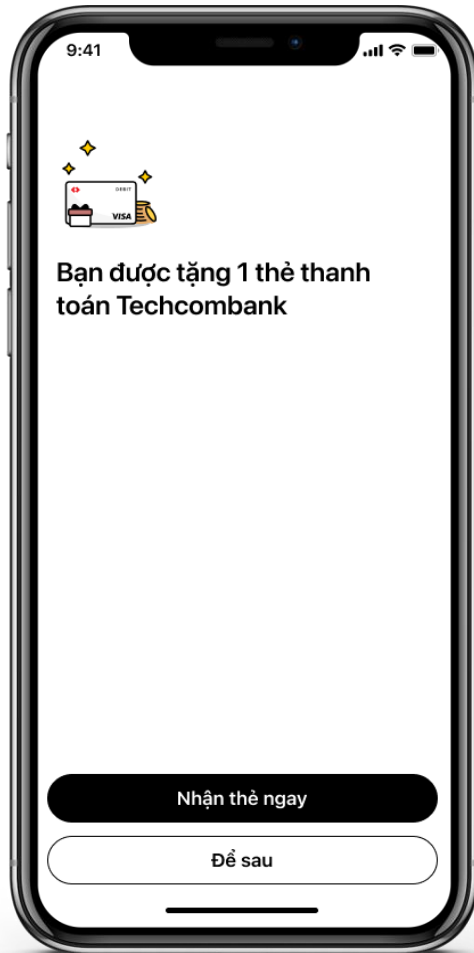 9:41
DEBIT
VISA
Bạn được tặng 1 thẻ thanh
toán Techcombank
Nhận thẻ ngay
Để sau